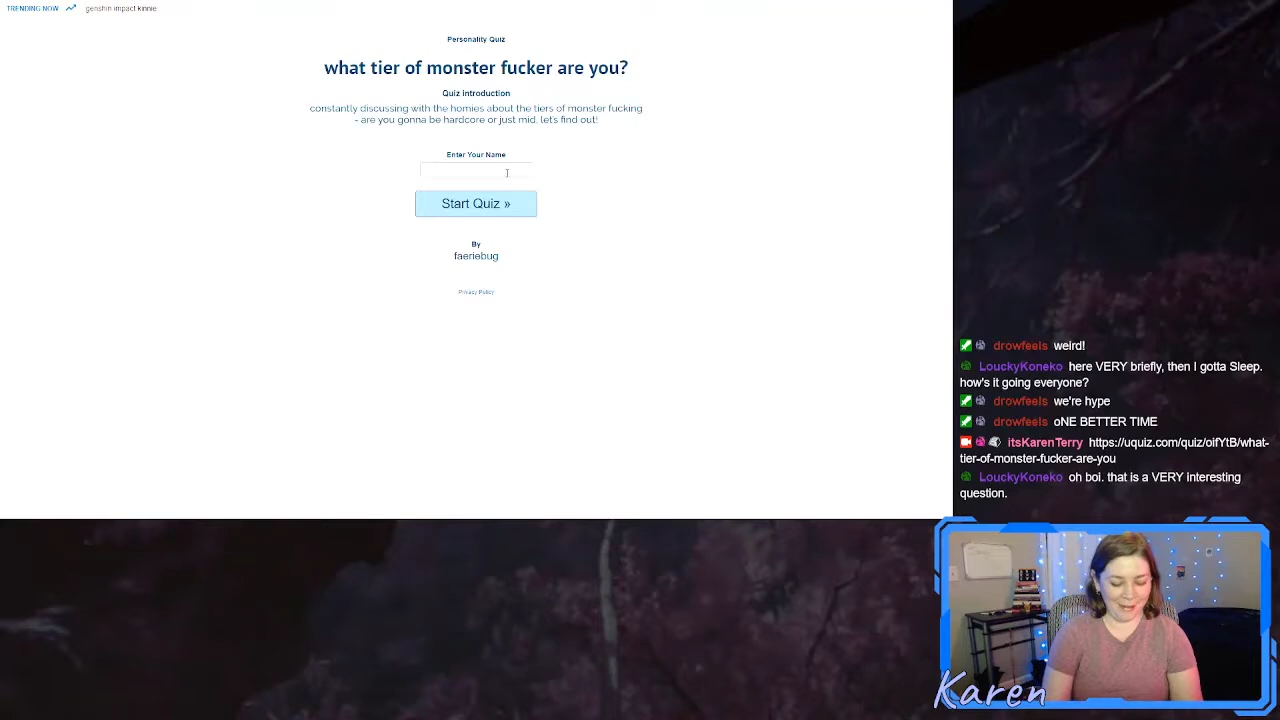 TRENDING NOW genshin impact kinnie
Personality Quiz
what tier of monster fucker are you?
Quiz introduction
constantly discussing with the homies about the tiers of monster fucking
- are you gonna be hardcore or just mid, let's find out!
Enter Your Name
Start Quiz »
By
faeriebug
Privacy Policy
drowfeels weird!
LouckyKoneko here VERY briefly, then I gotta Sleep.
how's it going everyone?
drowfeels we're hype
drowfeels oNE BETTER TIME
itsKarenTerry https://uquiz.com/quiz/oifYtB/what-
tier-of-monster-fucker-are-you
LouckyKoneko oh boi. that is a VERY interesting
question.
Karen